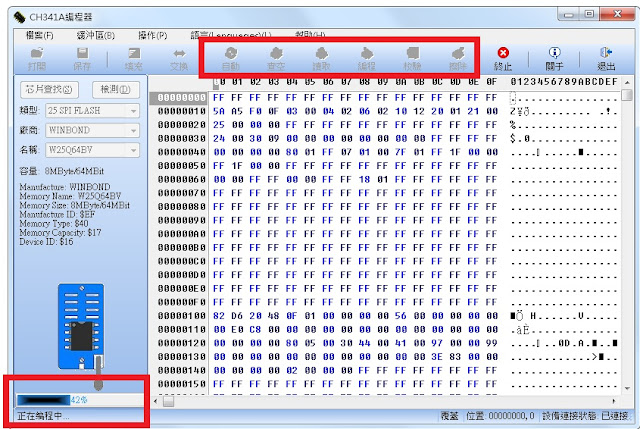 CH341A編程器
檔案(F) 緩沖區(B) 操作(P) 語言(Languages)(L) 幫助(H)
打開 保存 填充 交換 自動 查空 讀取 編程 校驗 擦除 終止 關于 退出
芯片查找(S) 檢測(D)
類型: 25 SPI FLASH
廠商: WINBOND
名稱: W25Q64BV
容量: 8MByte/64MBit
Manufacture: WINBOND
Memory Name: W25Q64BV
Memory Size: 8MByte/64MBit
Manufacture ID: $EF
Memory Type: $40
Memory Capacity: $17
Device ID: $16
01 02 03 04 05 06 07 08 09 0A 0B 0C 0D 0E 0F 0123456789ABCDEF
00000000 FF FF FF FF FF FF FF FF FF FF FF FF FF FF FF FF ................
00000010 5A A5 F0 0F 03 00 04 02 06 02 10 12 20 01 21 00 Z¥ð......... .!.
00000020 25 00 00 00 FF FF FF FF FF FF FF FF FF FF FF FF %...............
00000030 24 00 30 09 00 00 00 00 00 00 00 00 00 00 00 00 $.0.............
00000040 00 00 00 00 80 01 FF 07 01 00 7F 01 FF 1F 00 00
00000050 FF 1F 00 00 FF FF FF FF FF FF FF FF FF FF FF FF ................
00000060 00 00 FF FF 00 00 FF FF 18 01 FF FF FF FF FF FF ................
00000070 FF FF FF FF FF FF FF FF FF FF FF FF FF FF FF FF ................
00000080 FF FF FF FF FF FF FF FF FF FF FF FF FF FF FF FF ................
00000090 FF FF FF FF FF FF FF FF FF FF FF FF FF FF FF FF ................
000000A0 FF FF FF FF FF FF FF FF FF FF FF FF FF FF FF FF ................
000000B0 FF FF FF FF FF FF FF FF FF FF FF FF FF FF FF FF ................
000000C0 FF FF FF FF FF FF FF FF FF FF FF FF FF FF FF FF ................
000000D0 FF FF FF FF FF FF FF FF FF FF FF FF FF FF FF FF ................
000000E0 FF FF FF FF FF FF FF FF FF FF FF FF FF FF FF FF ................
000000F0 FF FF FF FF FF FF FF FF FF FF FF FF FF FF FF FF ................
00000100 82 D6 20 48 0F 01 00 00 00 00 56 00 00 00 00 00 Ö H......V.....
00000110 00 E0 C8 00 00 00 00 00 00 00 00 00 00 00 00 00 .àÈ.............
00000120 00 00 00 00 80 05 00 30 44 00 41 00 97 00 00 99
00000130 00 00 00 00 00 00 00 00 00 00 00 00 3E 83 00 00
00000140 00 00 00 00 02 00 00 00 FF FF FF FF FF FF FF FF ................
00000150 FF FF FF FF FF FF FF FF FF FF FF FF FF FF FF FF ................
42%
正在編程中...
覆蓋 位置: 00000000, 0 設備連接狀態: 已連接